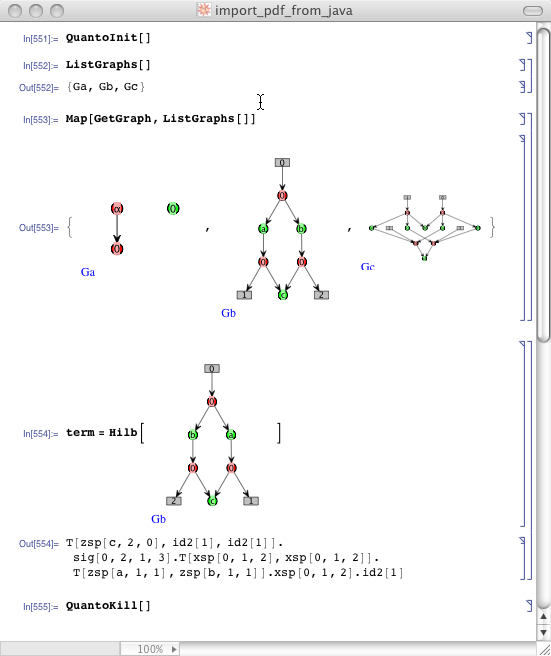 import_pdf_from_java
In[551]:= QuantoInit[]
In[552]:= ListGraphs[]
Out[552]= {Ga, Gb, Gc}
In[553]:= Map[GetGraph, ListGraphs[]]
Out[553]= { , , }
(α) (0)
(0)
Ga
0
(0)
(a) (b)
(0) (0)
1 (c) 2
Gb
Gc
In[554]:= term = Hilb[ ]
0
(0)
(b) (a)
(0) (0)
2 (c) 1
Gb
Out[554]= T[zsp[c, 2, 0], id2[1], id2[1]].
sig[0, 2, 1, 3].T[xsp[0, 1, 2], xsp[0, 1, 2]].
T[zsp[a, 1, 1], zsp[b, 1, 1]].xsp[0, 1, 2].id2[1]
In[555]:= QuantoKill[]
100%